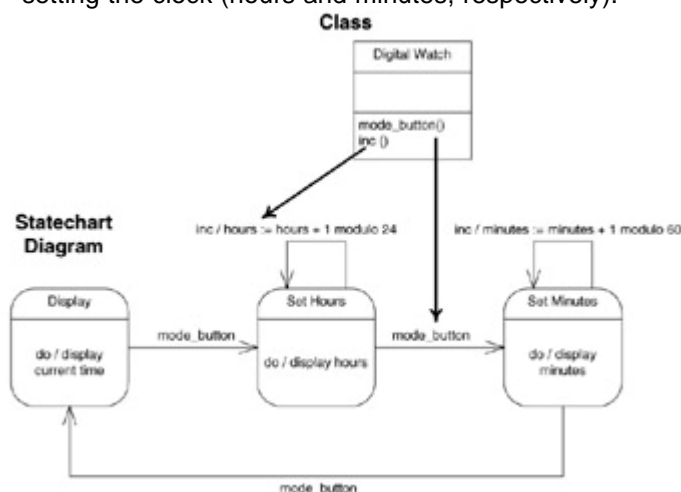 setting the clock (hours and minutes, respectively).
Class
Digital Watch
mode_button()
inc ()
Statechart
Diagram
inc / hours := hours + 1 modulo 24
inc / minutes := minutes + 1 modulo 60
Display
do / display
current time
mode_button
Set Hours
do / display hours
mode_button
Set Minutes
do / display
minutes
mode_button